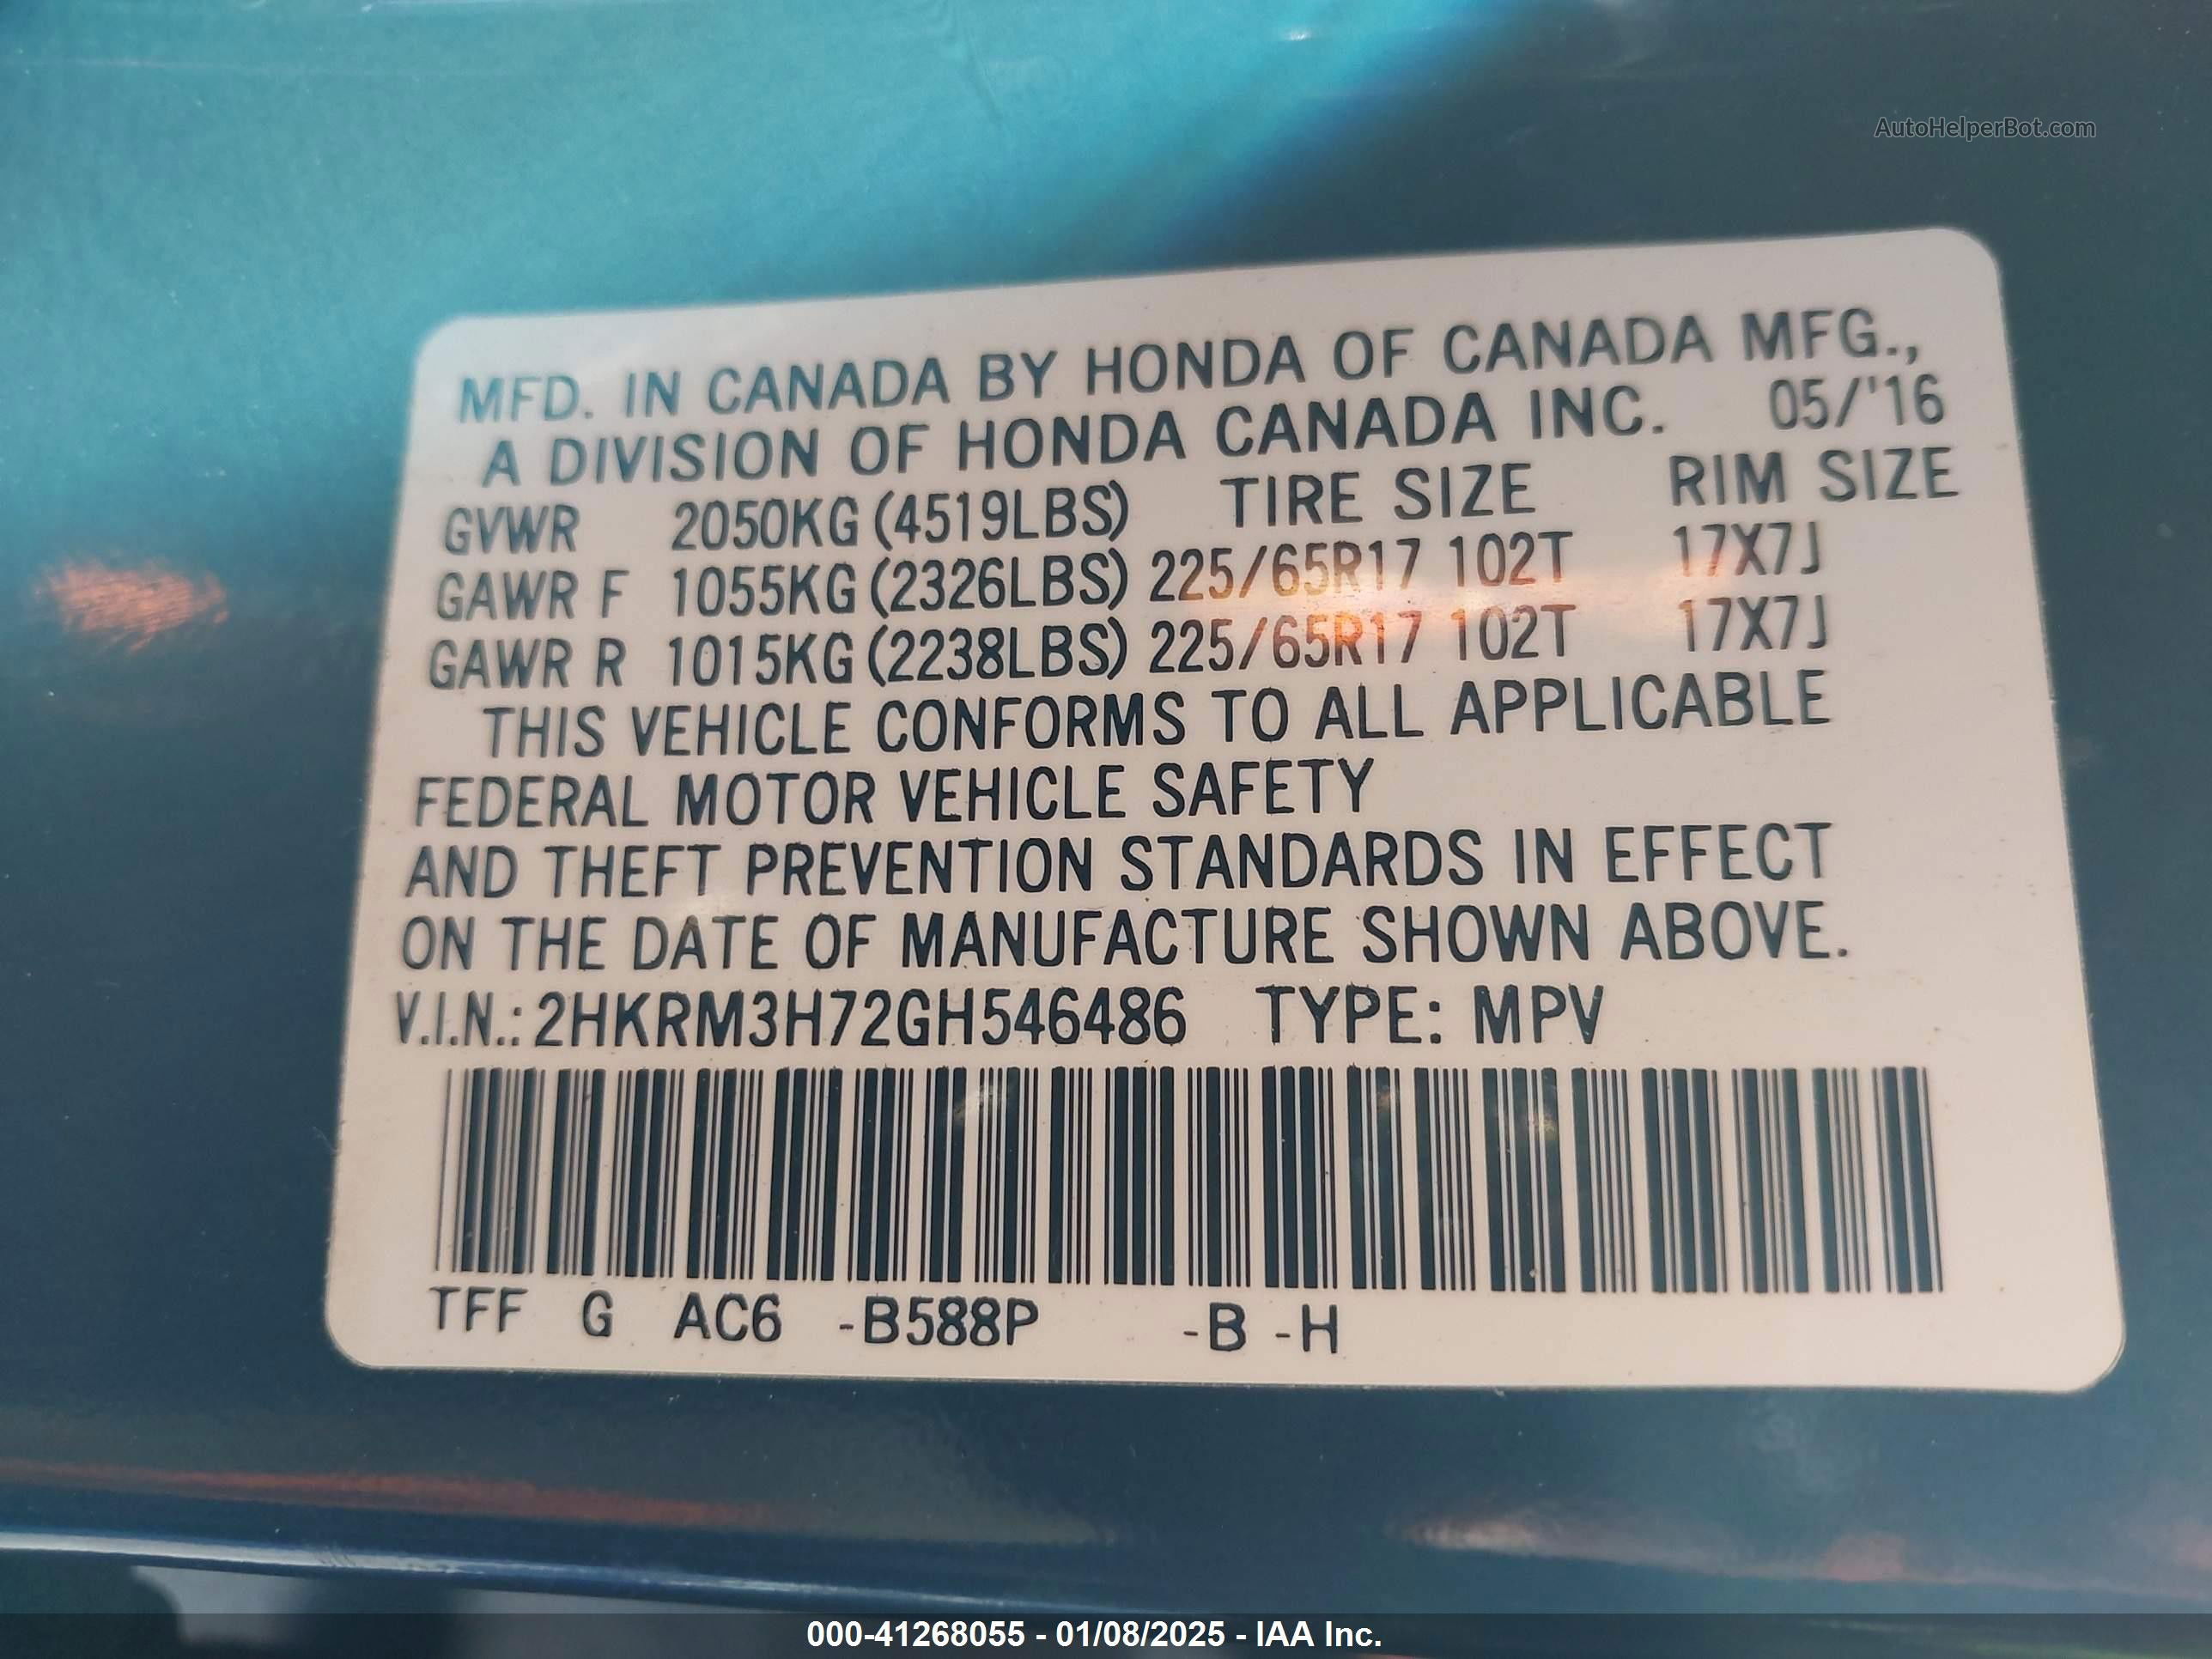 AutoHelperBot.com
MFD. IN CANADA BY HONDA OF CANADA MFG.,
A DIVISION OF HONDA CANADA INC. 05/'16
GVWR 2050KG (4519LBS) TIRE SIZE RIM SIZE
GAWR F 1055KG (2326LBS) 225/65R17 102T 17X7J
GAWR R 1015KG (2238LBS) 225/65R17 102T 17X7J
THIS VEHICLE CONFORMS TO ALL APPLICABLE
FEDERAL MOTOR VEHICLE SAFETY
AND THEFT PREVENTION STANDARDS IN EFFECT
ON THE DATE OF MANUFACTURE SHOWN ABOVE.
V.I.N.: 2HKRM3H72GH546486 TYPE: MPV
TFF G AC6 -B588P -B -H
000-41268055 - 01/08/2025 - IAA Inc.